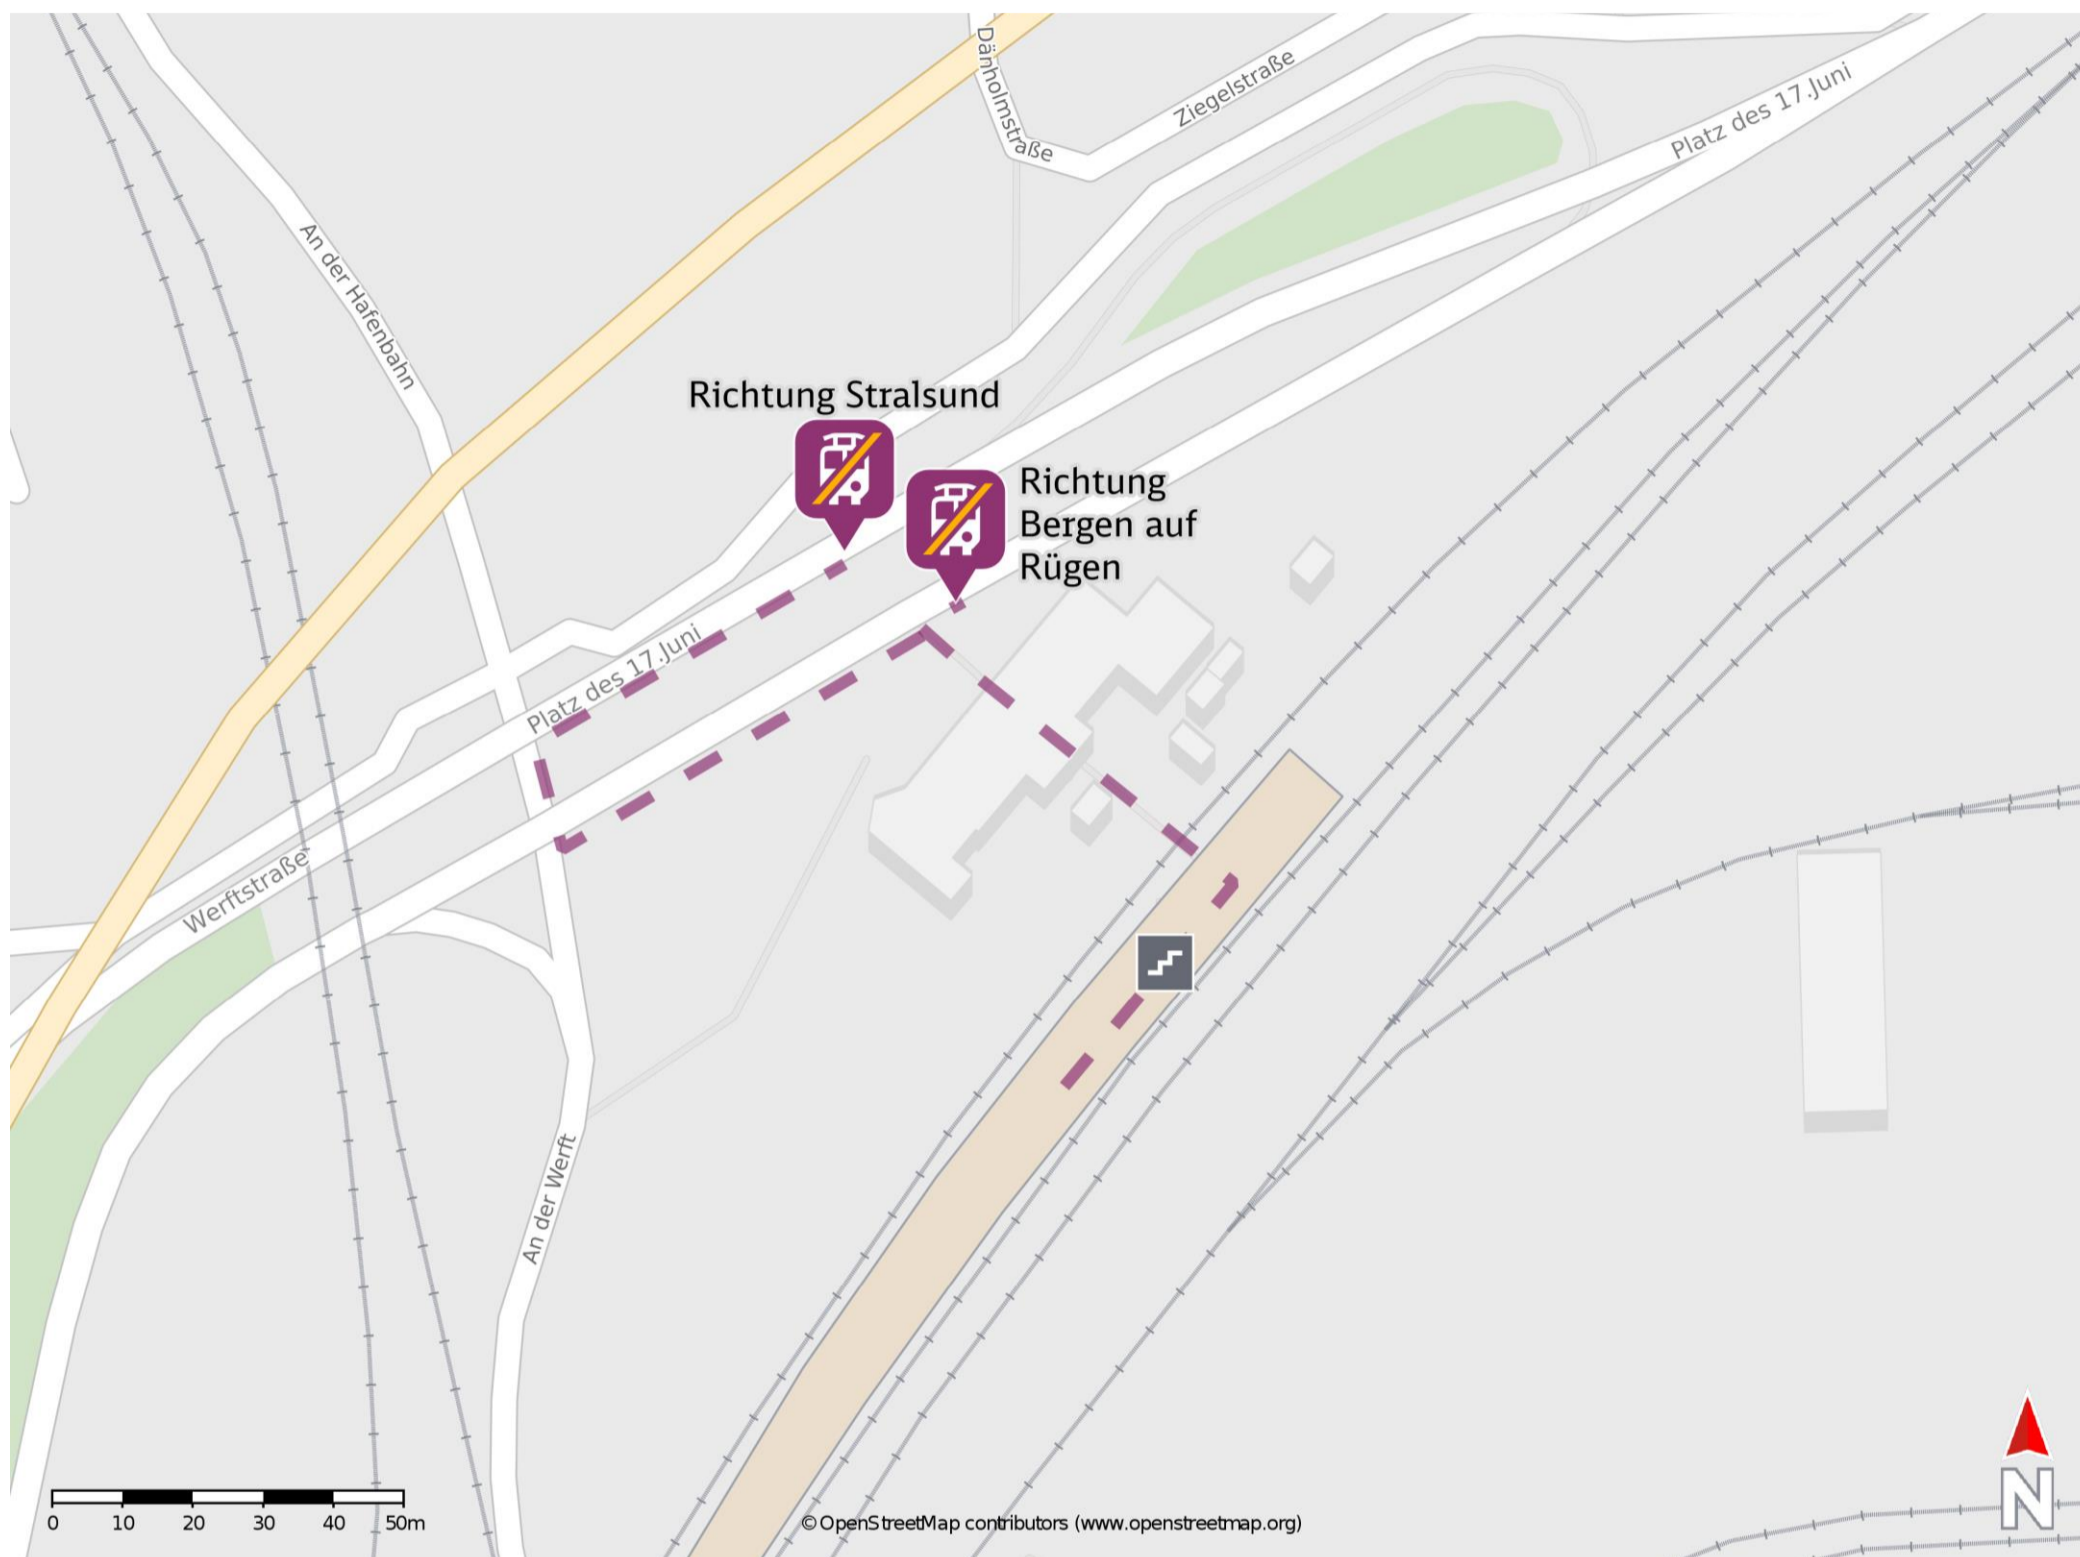 Dänholmstraße
Ziegelstraße
Platz des 17.Juni
An der Hafenbahn
Richtung Stralsund
Richtung
Bergen auf
Rügen
Platz des 17.Juni
Werftstraße
An der Werft
0 10 20 30 40 50m
© OpenStreetMap contributors (www.openstreetmap.org)
N